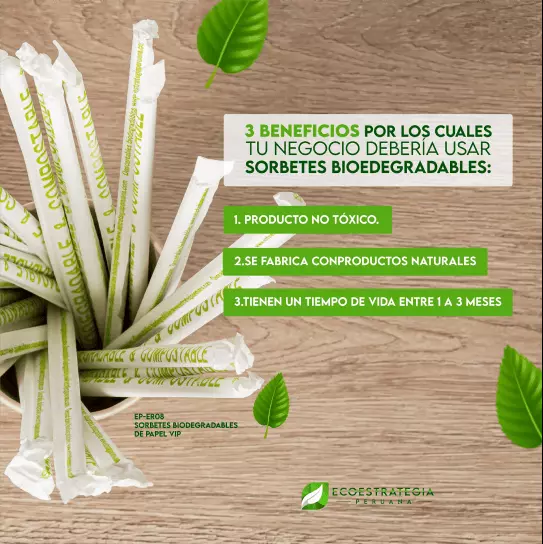 3 BENEFICIOS POR LOS CUALES
TU NEGOCIO DEBERÍA USAR
SORBETES BIOEDEGRADABLES:
1. PRODUCTO NO TÓXICO.
2.SE FABRICA CONPRODUCTOS NATURALES
3.TIENEN UN TIEMPO DE VIDA ENTRE 1 A 3 MESES
& COMPOSTABLE
EP-ER08
SORBETES BIODEGRADABLES
DE PAPEL VIP
ECOESTRATEGIA
PERUANA